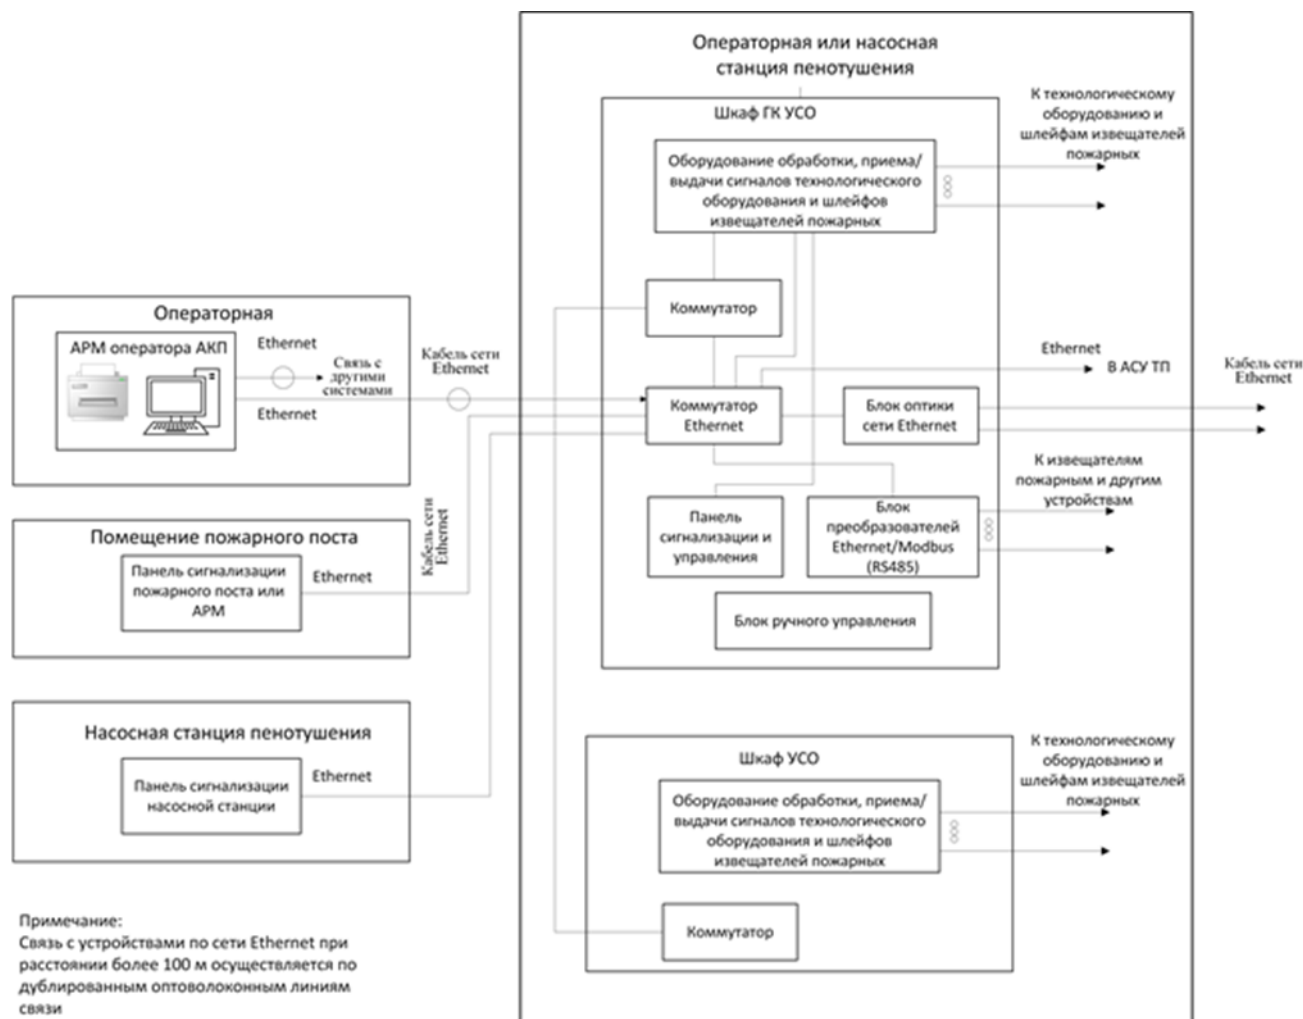 Операторная или насосная
станция пенотушения
Шкаф ГК УСО
К технологическому
оборудованию и
шлейфам извещателей
пожарных
Оборудование обработки, приема/
выдачи сигналов технологического
оборудования и шлейфов
извещателей пожарных
Коммутатор
Операторная
АРМ оператора АКП
Ethernet
Связь с
другими
системами
Ethernet
Кабель сети
Ethernet
Коммутатор
Ethernet
Блок оптики
сети Ethernet
Ethernet
В АСУ ТП
Кабель сети
Ethernet
К извещателям
пожарным и другим
устройствам
Панель
сигнализации и
управления
Блок
преобразователей
Ethernet/Modbus
(RS485)
Блок ручного управления
Помещение пожарного поста
Панель сигнализации
пожарного поста или
АРМ
Ethernet
Кабель сети
Ethernet
Насосная станция пенотушения
Панель сигнализации
насосной станции
Ethernet
Шкаф УСО
Оборудование обработки, приема/
выдачи сигналов технологического
оборудования и шлейфов
извещателей пожарных
К технологическому
оборудованию и
шлейфам извещателей
пожарных
Коммутатор
Примечание:
Связь с устройствами по сети Ethernet при
расстоянии более 100 м осуществляется по
дублированным оптоволоконным линиям
связи